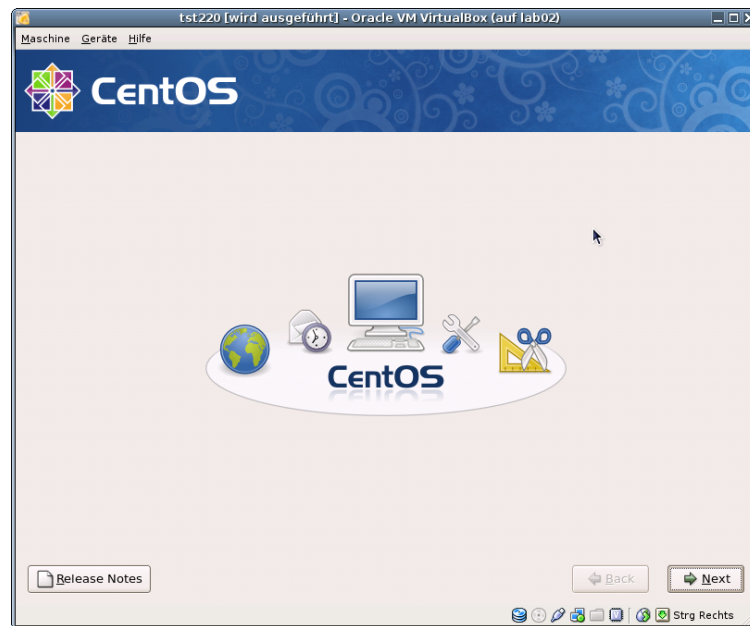 tst220 [wird ausgeführt] - Oracle VM VirtualBox (auf lab02)
Maschine Geräte Hilfe
CentOS
CentOS
Release Notes
Back
Next
Strg Rechts